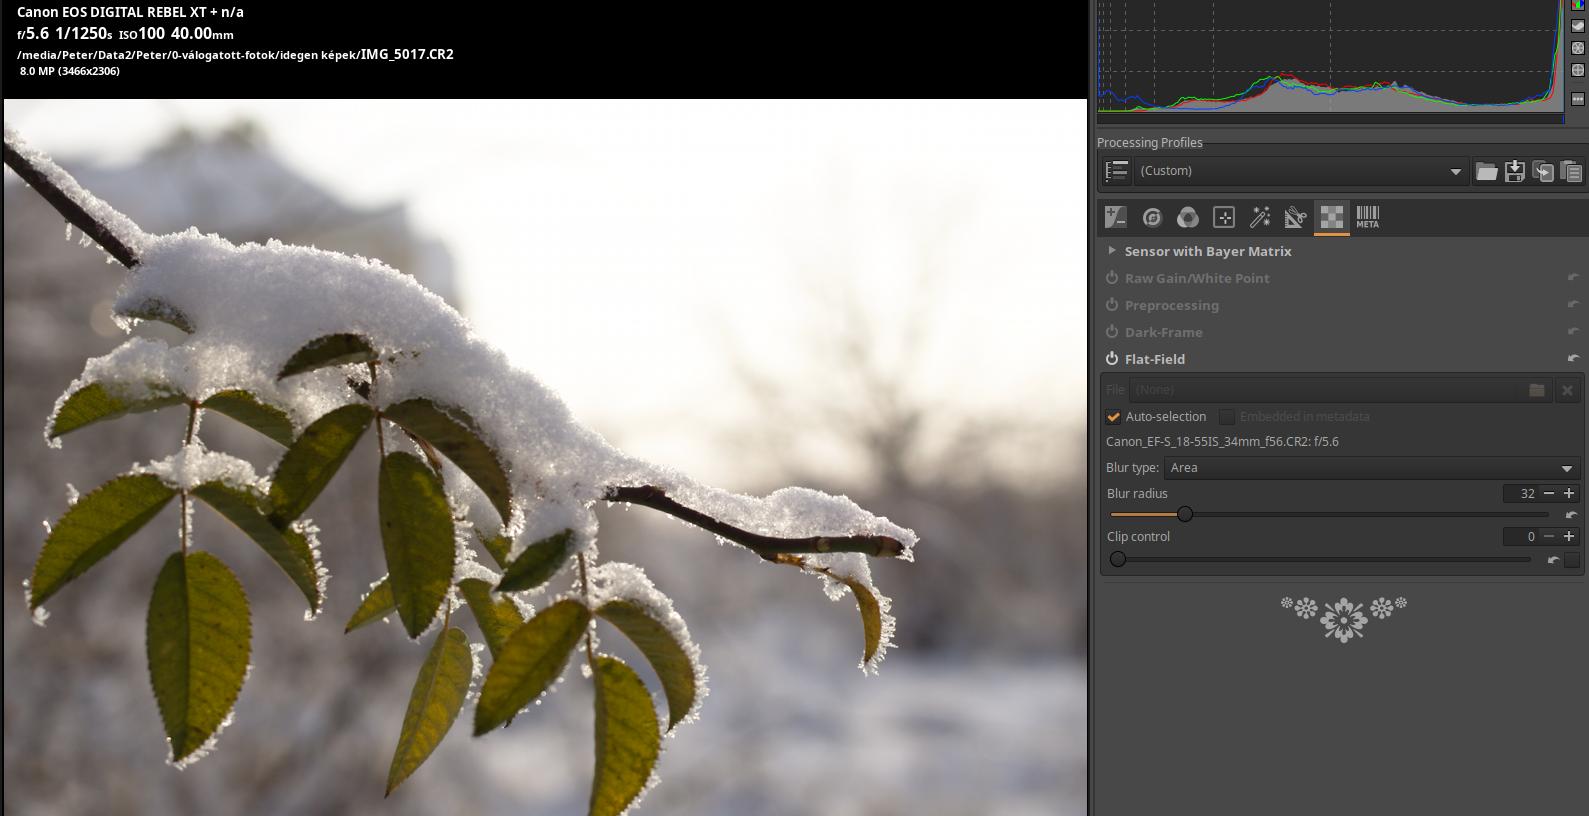 Canon EOS DIGITAL REBEL XT + n/a
f/5.6 1/1250s ISO100 40.00mm
/media/Peter/Data2/Peter/0-válogatott-fotok/idegen képek/IMG_5017.CR2
8.0 MP (3466x2306)
Processing Profiles
(Custom)
META
Sensor with Bayer Matrix
Raw Gain/White Point
Preprocessing
Dark-Frame
Flat-Field
File (None)
Auto-selection Embedded in metadata
Canon_EF-S_18-55IS_34mm_f56.CR2: f/5.6
Blur type: Area
Blur radius 32
Clip control 0